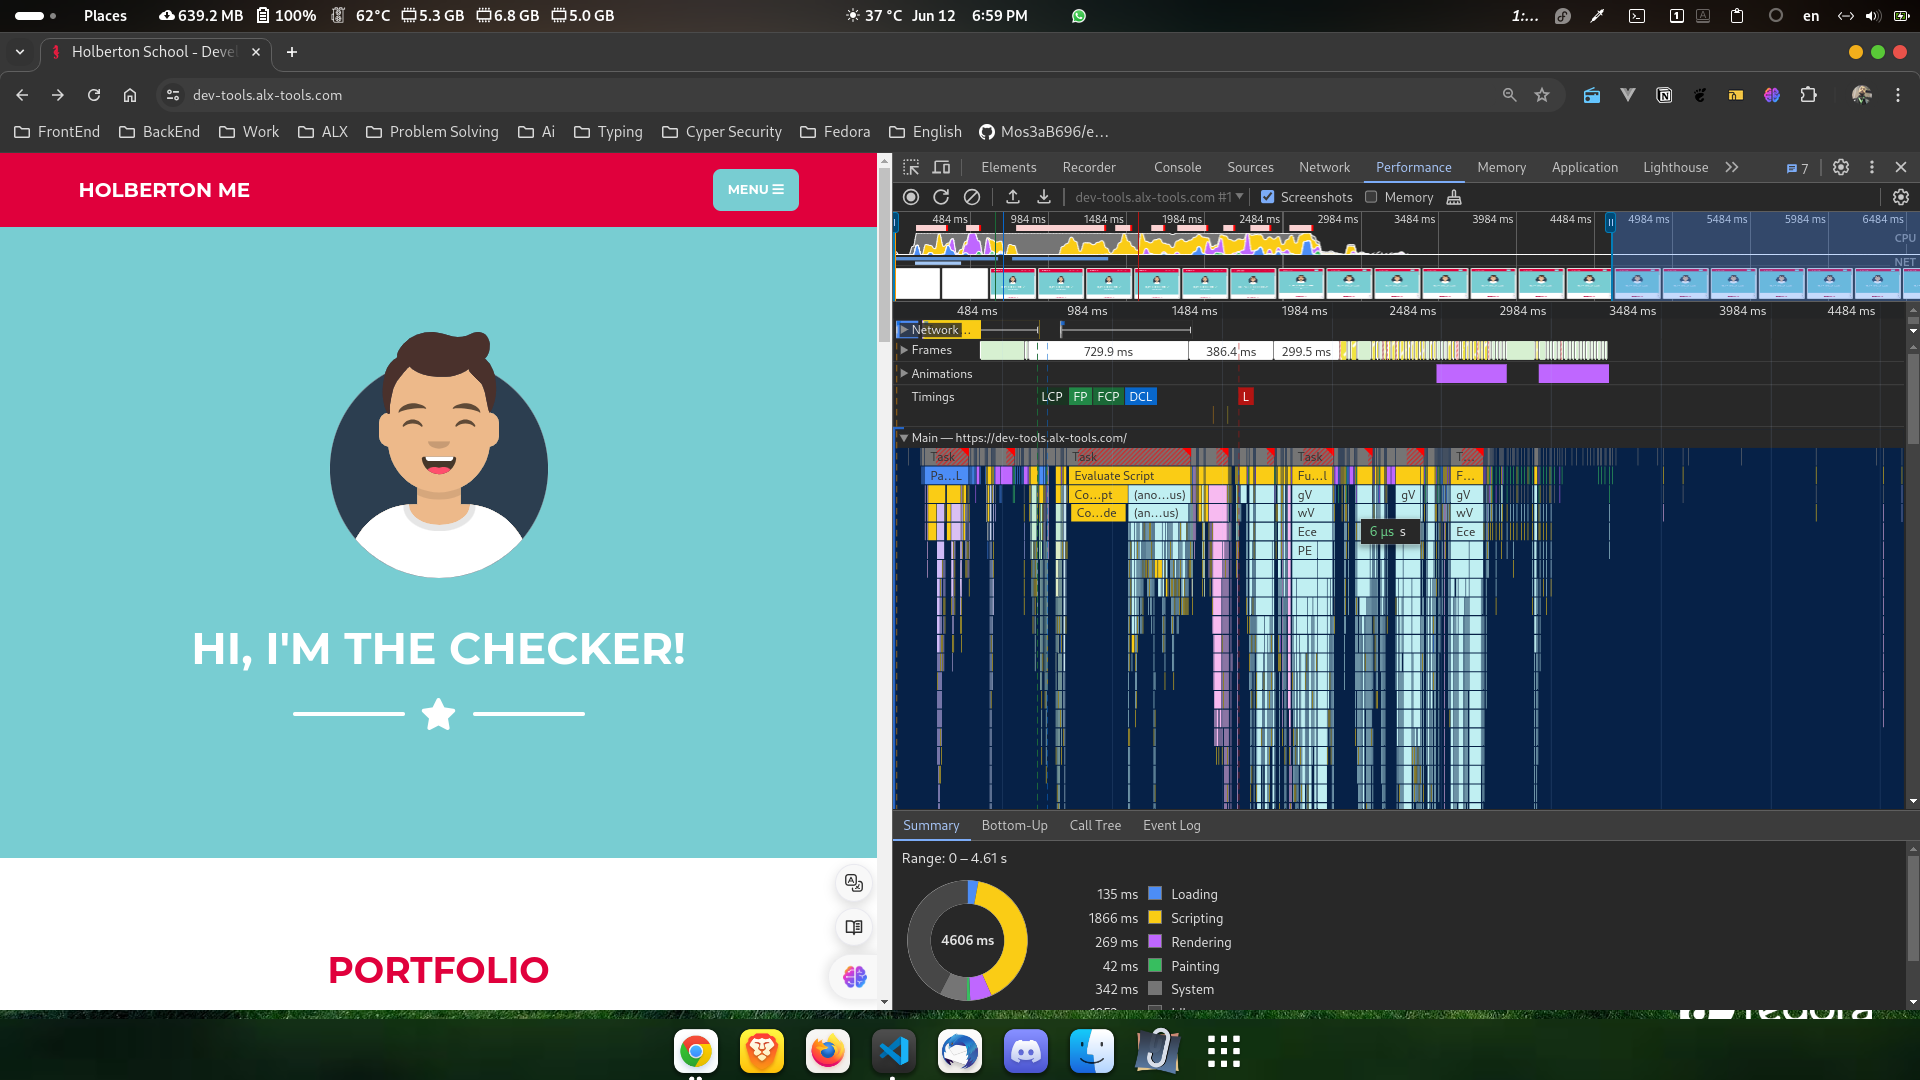 Places 639.2 MB 100% 62°C 5.3 GB 6.8 GB 5.0 GB 37 °C Jun 12 6:59 PM 1:... 1 A en
Holberton School - Deve
dev-tools.alx-tools.com
FrontEnd BackEnd Work ALX Problem Solving Ai Typing Cyper Security Fedora English Mos3aB696/e...
HOLBERTON ME
MENU
HI, I'M THE CHECKER!
PORTFOLIO
Elements Recorder Console Sources Network Performance Memory Application Lighthouse 7
dev-tools.alx-tools.com #1 Screenshots Memory
484 ms 984 ms 1484 ms 1984 ms 2484 ms 2984 ms 3484 ms 3984 ms 4484 ms 4984 ms 5484 ms 5984 ms 6484 ms
CPU
NET
484 ms 984 ms 1484 ms 1984 ms 2484 ms 2984 ms 3484 ms 3984 ms 4484 ms
Network ..
Frames 729.9 ms 386.4 ms 299.5 ms
Animations
Timings LCP FP FCP DCL L
Main — https://dev-tools.alx-tools.com/
Task Task Task T...
Pa...L Evaluate Script Fu...l F...
Co...pt (ano...us) gV gV gV
Co...de (an...us) wV wV
Ece 6 µs s Ece
PE
Summary Bottom-Up Call Tree Event Log
Range: 0 – 4.61 s
4606 ms
135 ms Loading
1866 ms Scripting
269 ms Rendering
42 ms Painting
342 ms System